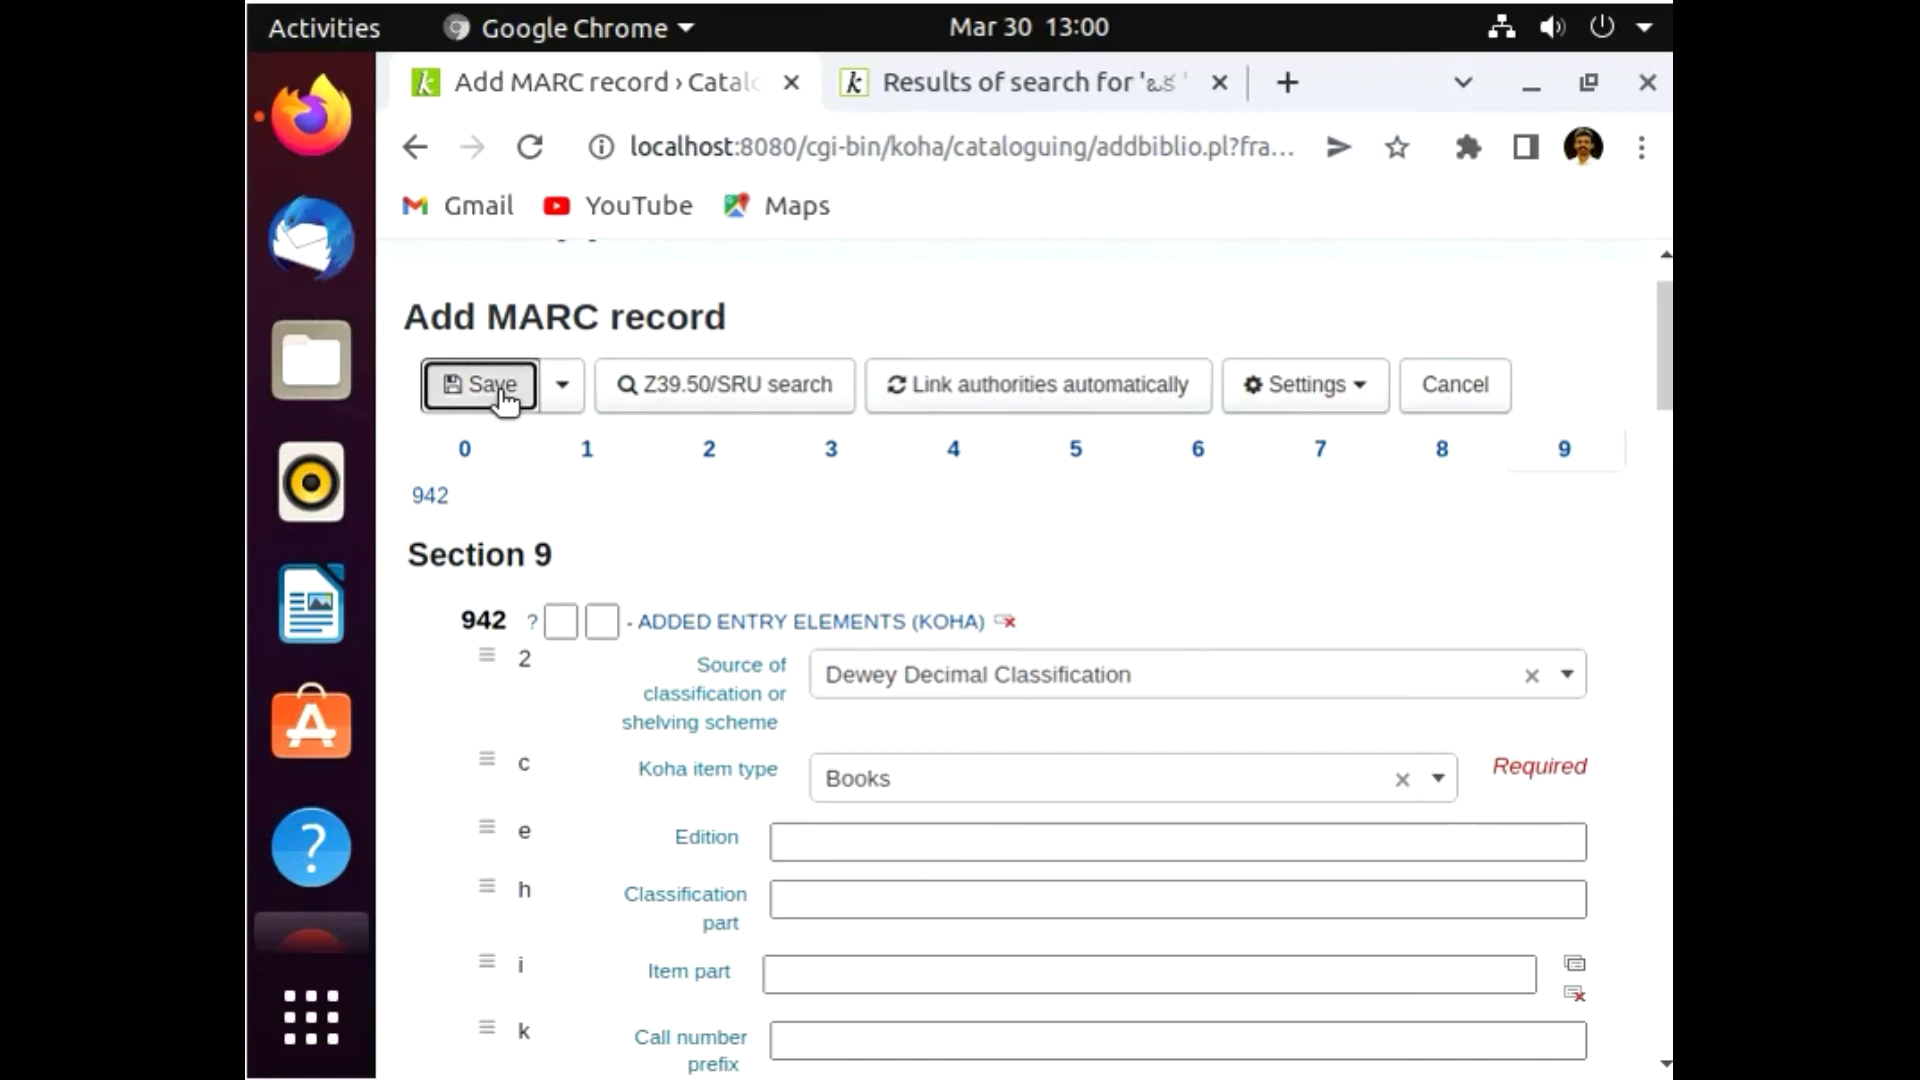 Activities Google Chrome Mar 30 13:00
Add MARC record › Catalo Results of search for 'ಒಕ '
localhost:8080/cgi-bin/koha/cataloguing/addbiblio.pl?fra...
Gmail YouTube Maps
Add MARC record
Save Z39.50/SRU search Link authorities automatically Settings Cancel
0 1 2 3 4 5 6 7 8 9
942
Section 9
942 ? - ADDED ENTRY ELEMENTS (KOHA)
2 Source of classification or shelving scheme Dewey Decimal Classification
c Koha item type Books Required
e Edition
h Classification part
i Item part
k Call number prefix